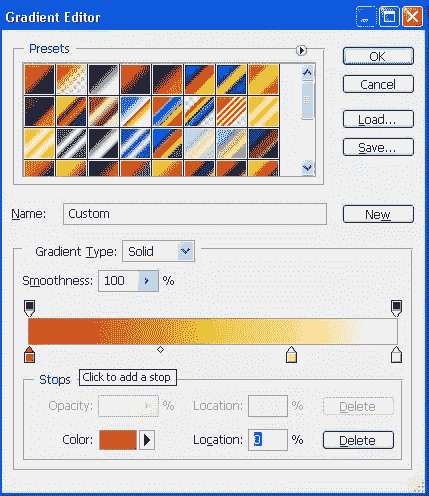 Gradient Editor
Presets
OK
Cancel
Load...
Save...
Name: Custom
New
Gradient Type: Solid
Smoothness: 100 %
Stops
Click to add a stop
Opacity: % Location: % Delete
Color: Location: 0 % Delete